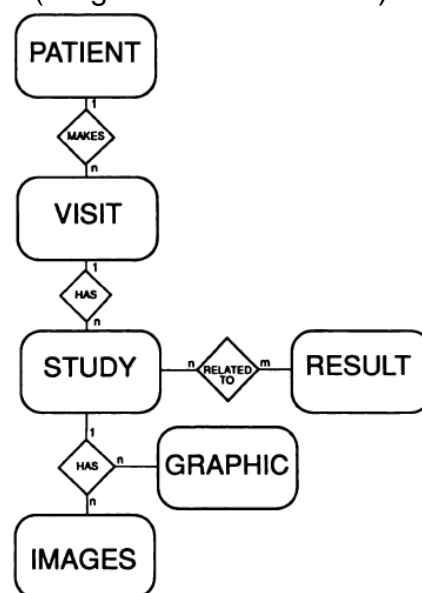 PATIENT
1
MAKES
n
VISIT
1
HAS
n
STUDY
n
RELATED
TO
m
RESULT
1
HAS
n
GRAPHIC
n
IMAGES